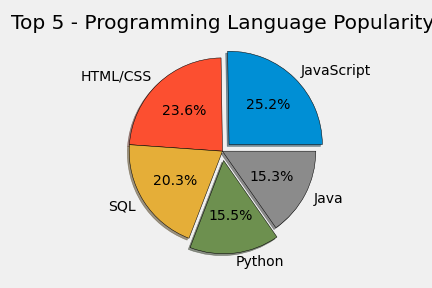 Top 5 - Programming Language Popularity
JavaScript
25.2%
HTML/CSS
23.6%
SQL
20.3%
Python
15.5%
Java
15.3%